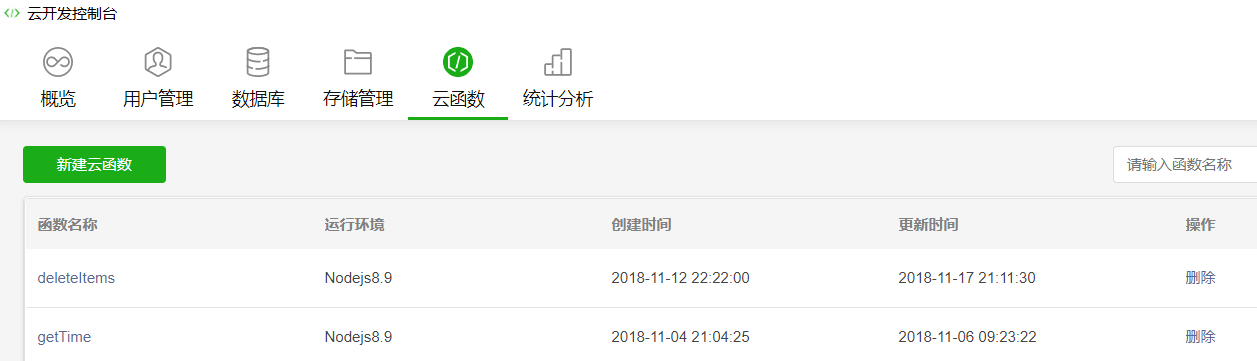 云开发控制台
概览 用户管理 数据库 存储管理 云函数 统计分析
新建云函数 请输入函数名称
函数名称 运行环境 创建时间 更新时间 操作
deleteItems Nodejs8.9 2018-11-12 22:22:00 2018-11-17 21:11:30 删除
getTime Nodejs8.9 2018-11-04 21:04:25 2018-11-06 09:23:22 删除